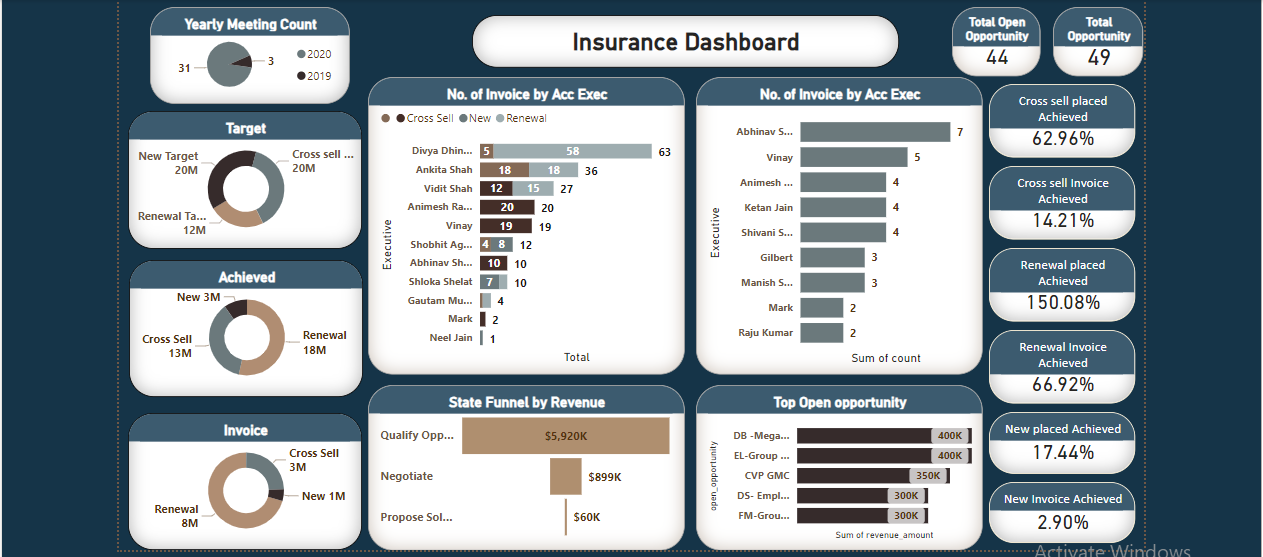 Yearly Meeting Count
31
3
2020
2019
Insurance Dashboard
Total Open
Opportunity
44
Total
Opportunity
49
Target
New Target
20M
Cross sell ...
20M
Renewal Ta...
12M
Achieved
New 3M
Cross Sell
13M
Renewal
18M
Invoice
Cross Sell
3M
New 1M
Renewal
8M
No. of Invoice by Acc Exec
Cross Sell New Renewal
Executive
Divya Dhin... 5 58 63
Ankita Shah 18 18 36
Vidit Shah 12 15 27
Animesh Ra... 20 20
Vinay 19 19
Shobhit Ag... 4 8 12
Abhinav Sh... 10 10
Shloka Shelat 7 10
Gautam Mu... 4
Mark 2
Neel Jain 1
Total
No. of Invoice by Acc Exec
Executive
Abhinav S... 7
Vinay 5
Animesh ... 4
Ketan Jain 4
Shivani S... 4
Gilbert 3
Manish S... 3
Mark 2
Raju Kumar 2
Sum of count
State Funnel by Revenue
Qualify Opp... $5,920K
Negotiate $899K
Propose Sol... $60K
Top Open opportunity
open_opportunity
DB -Mega... 400K
EL-Group ... 400K
CVP GMC 350K
DS- Empl... 300K
FM-Grou... 300K
Sum of revenue_amount
Cross sell placed
Achieved
62.96%
Cross sell Invoice
Achieved
14.21%
Renewal placed
Achieved
150.08%
Renewal Invoice
Achieved
66.92%
New placed Achieved
17.44%
New Invoice Achieved
2.90%
Activate Windows